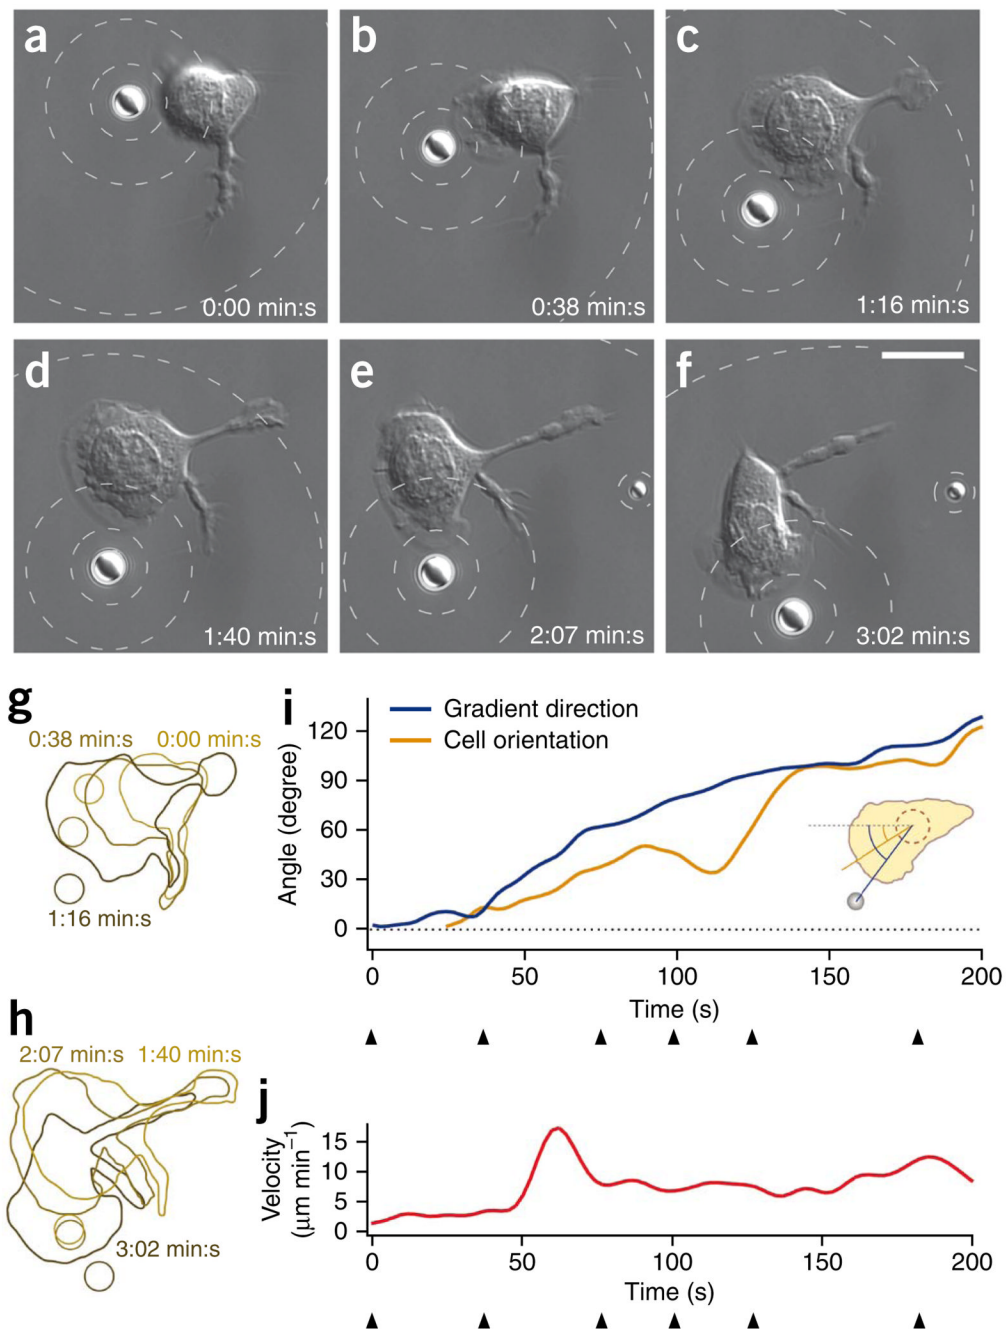 a
b
c
0:00 min:s
0:38 min:s
1:16 min:s
d
e
f
1:40 min:s
2:07 min:s
3:02 min:s
g
0:38 min:s 0:00 min:s
1:16 min:s
h
2:07 min:s 1:40 min:s
3:02 min:s
i
Gradient direction
Cell orientation
Angle (degree)
120
90
60
30
0
0 50 100 150 200
Time (s)
j
Velocity
(μm min⁻¹)
15
10
5
0
0 50 100 150 200
Time (s)